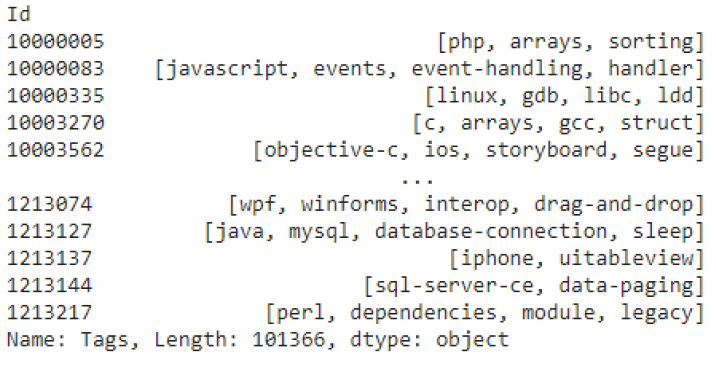 Id
10000005 [php, arrays, sorting]
10000083 [javascript, events, event-handling, handler]
10000335 [linux, gdb, libc, ldd]
10003270 [c, arrays, gcc, struct]
10003562 [objective-c, ios, storyboard, segue]
...
1213074 [wpf, winforms, interop, drag-and-drop]
1213127 [java, mysql, database-connection, sleep]
1213137 [iphone, uitableview]
1213144 [sql-server-ce, data-paging]
1213217 [perl, dependencies, module, legacy]
Name: Tags, Length: 101366, dtype: object